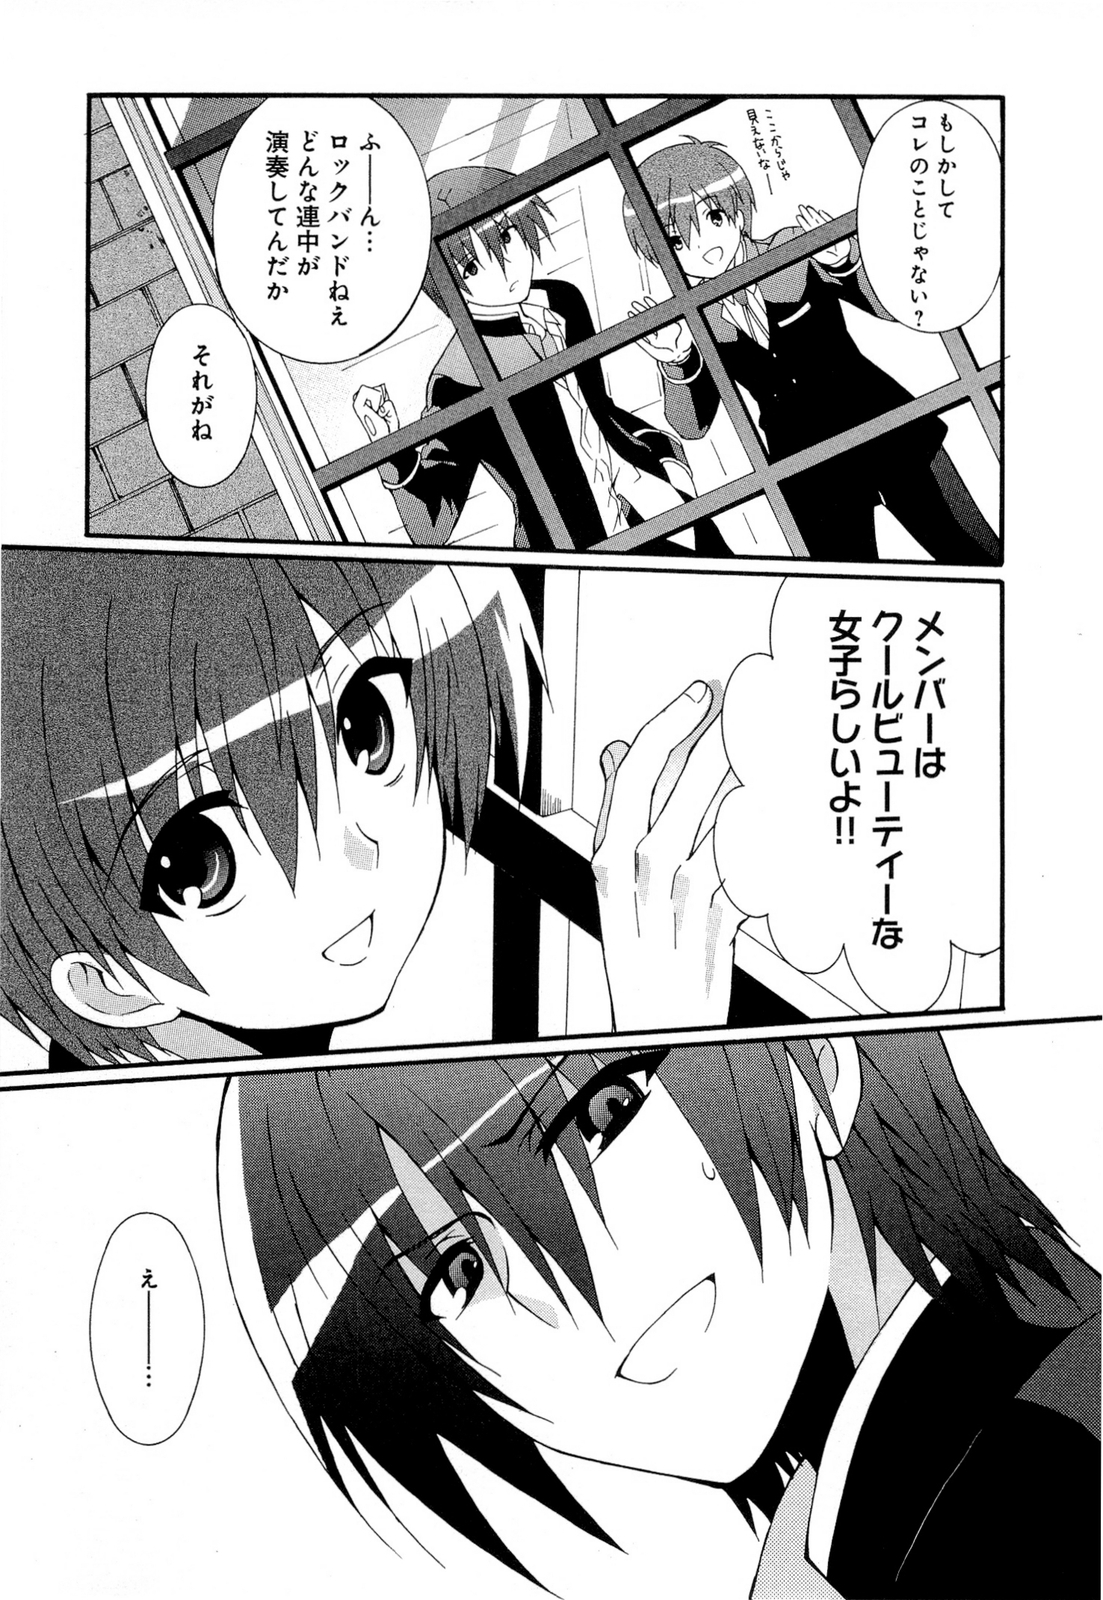 もしかして
コレのことじゃない？
ここからじゃ
見えないなー
ふ――ん…
ロックバンドねえ
どんな連中が
演奏してんだか
それがね
メンバーは
クールビューティーな
女子らしいよ!!
え――…